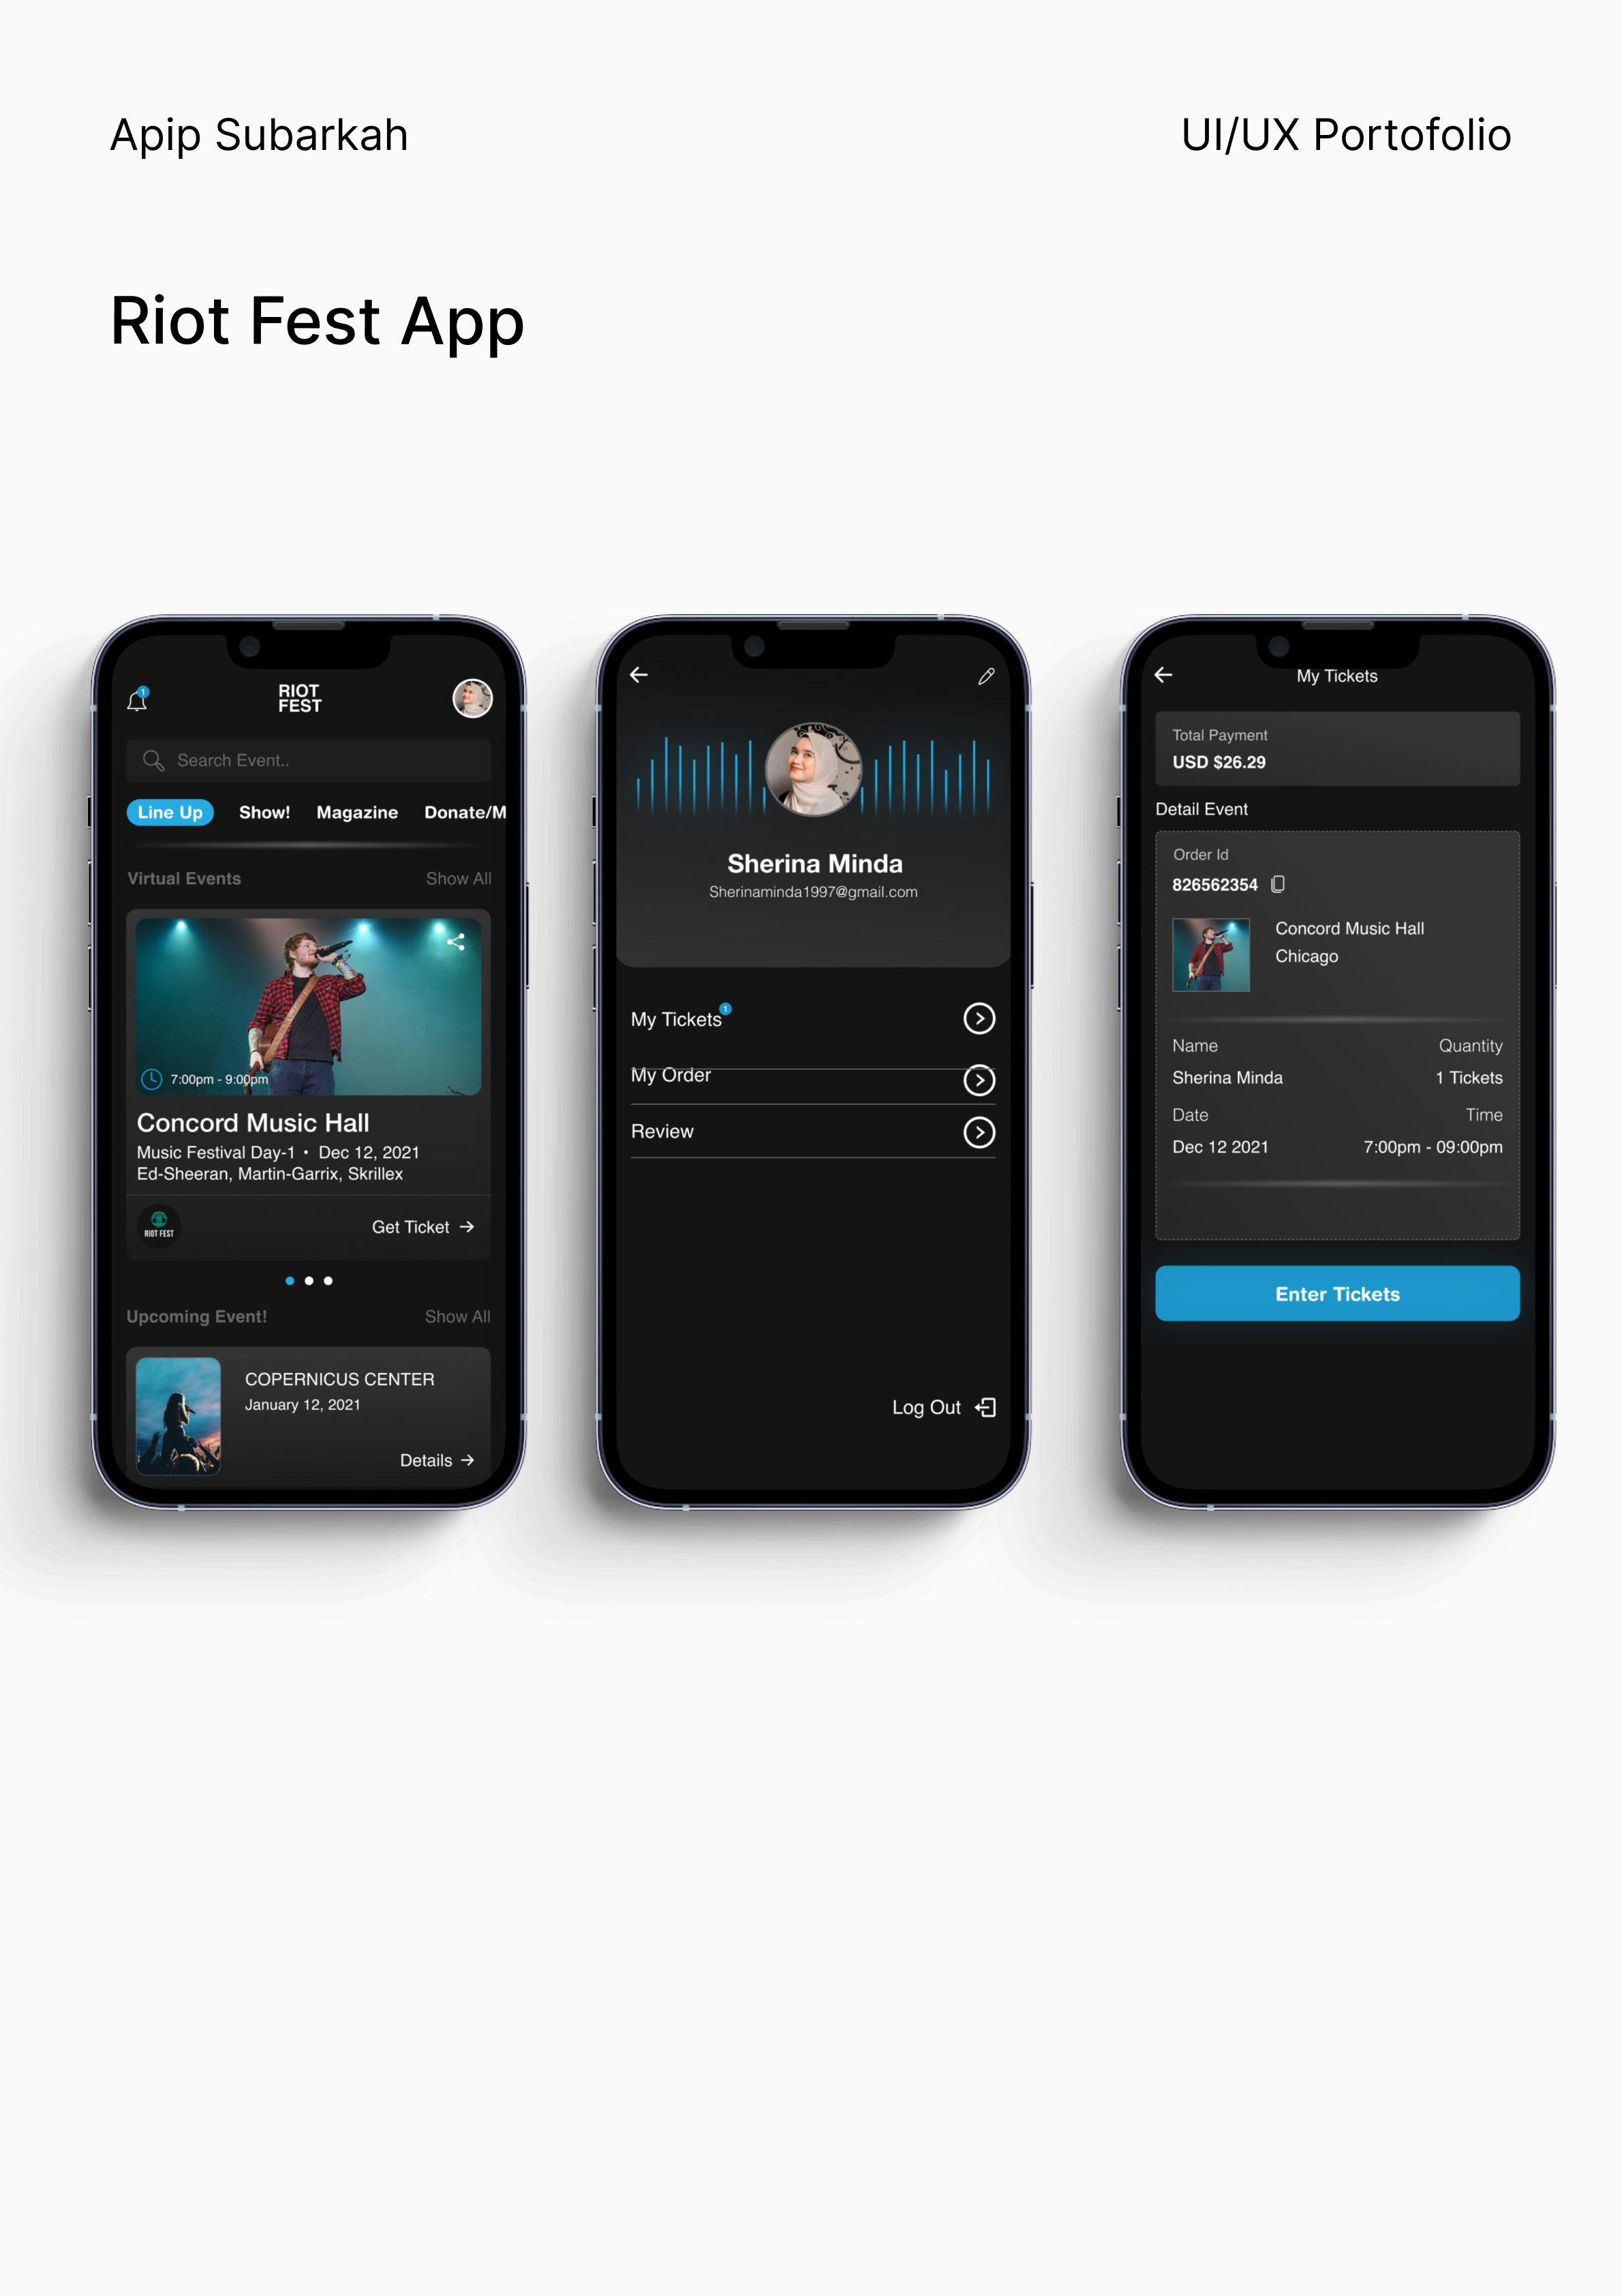 Apip Subarkah
UI/UX Portofolio
Riot Fest App
1
RIOT
FEST
Search Event..
Line Up
Show!
Magazine
Donate/M
Virtual Events
Show All
7:00pm - 9:00pm
Concord Music Hall
Music Festival Day-1 • Dec 12, 2021
Ed-Sheeran, Martin-Garrix, Skrillex
RIOT FEST
Get Ticket
Upcoming Event!
Show All
COPERNICUS CENTER
January 12, 2021
Details
Sherina Minda
Sherinaminda1997@gmail.com
My Tickets
1
My Order
Review
Log Out
My Tickets
Total Payment
USD $26.29
Detail Event
Order Id
826562354
Concord Music Hall
Chicago
Name
Quantity
Sherina Minda
1 Tickets
Date
Time
Dec 12 2021
7:00pm - 09:00pm
Enter Tickets